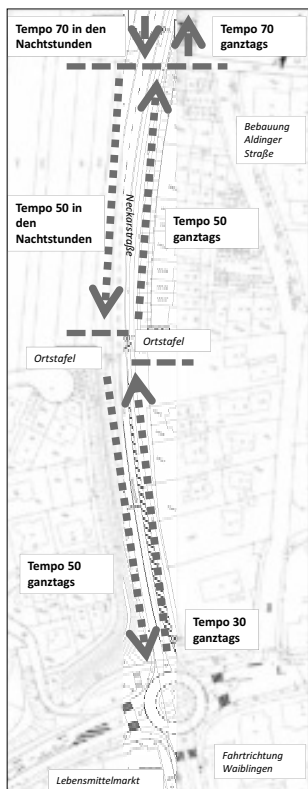 Tempo 70 in den
Nachtstunden
Tempo 70
ganztags
Bebauung
Aldinger
Straße
Neckarstraße
Tempo 50 in
den
Nachtstunden
Tempo 50
ganztags
Ortstafel
Ortstafel
Tempo 50
ganztags
Tempo 30
ganztags
Fahrtrichtung
Waiblingen
Lebensmittelmarkt